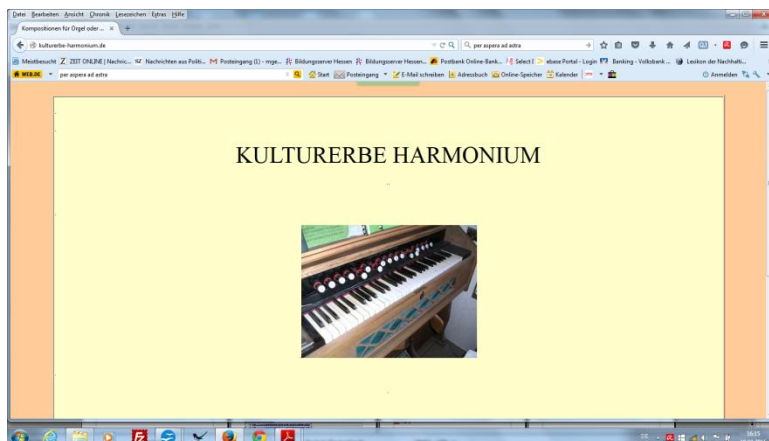 Datei Bearbeiten Ansicht Chronik Lesezeichen Extras Hilfe
Kompositionen für Orgel oder ... × +
kulturerbe-harmonium.de per aspera ad astra
Meistbesucht ZEIT ONLINE | Nachric... Nachrichten aus Politi... Posteingang (1) - mge... Bildungsserver Hessen Bildungsserver Hessen... Postbank Online-Bank... Select I ebase Portal - Login Banking - Volksbank ... Lexikon der Nachhalti...
WEB.DE per aspera ad astra Start Posteingang E-Mail schreiben Adressbuch Online-Speicher Kalender Anmelden
KULTURERBE HARMONIUM
DE 16:15